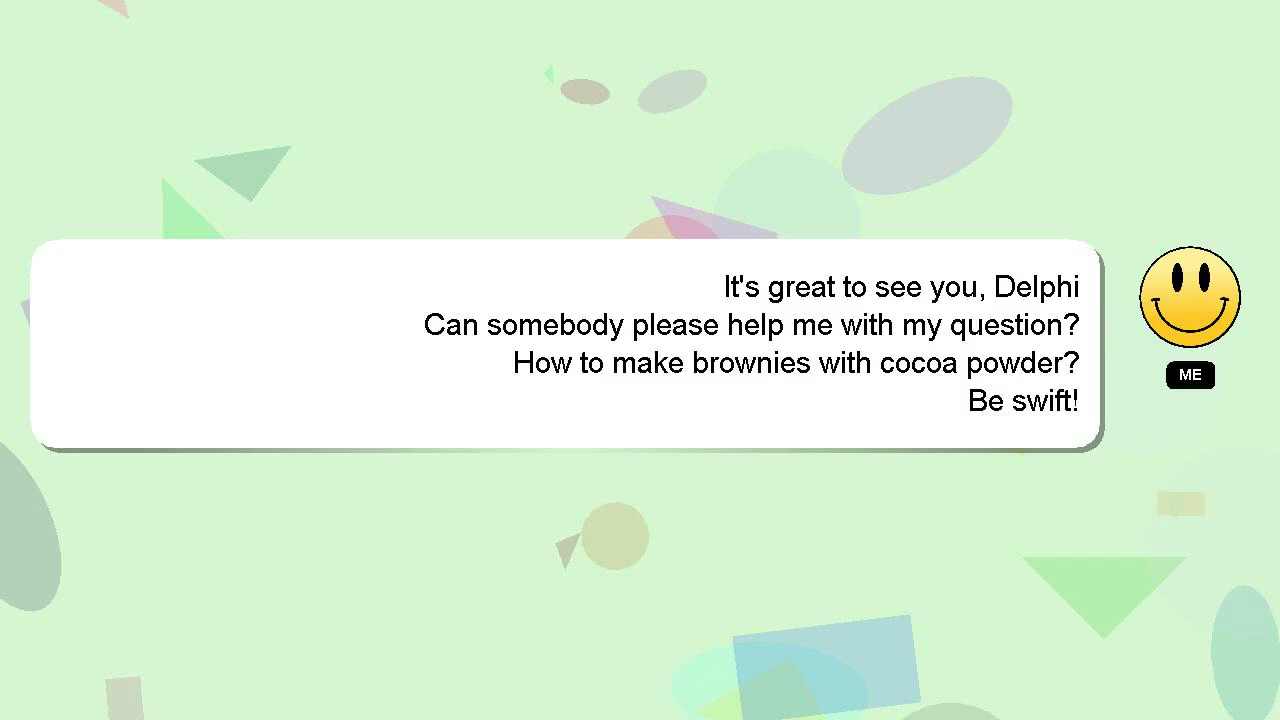 It's great to see you, Delphi
Can somebody please help me with my question?
How to make brownies with cocoa powder?
Be swift!
ME